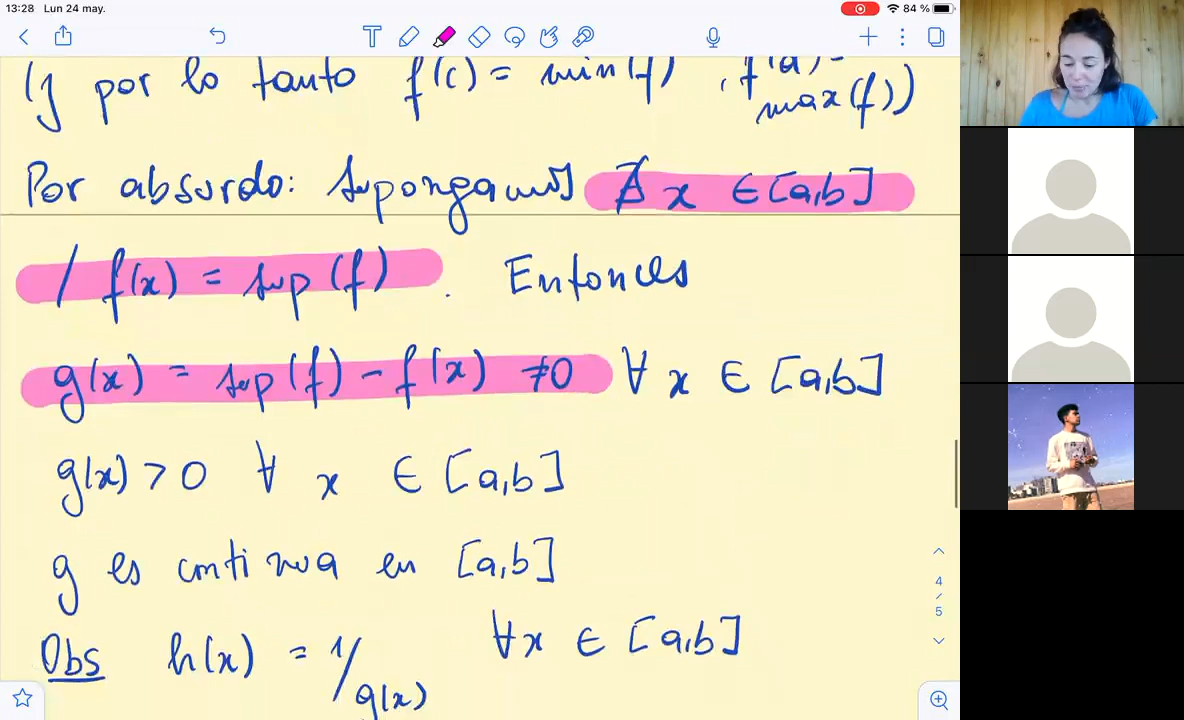 13:28 Lun 24 may. 84 %
(y por lo tanto f(c) = min(f) , f(d) =
max(f))
Por absurdo: supongamos ∄ x ∈ [a,b]
/ f(x) = sup(f) . Entonces
g(x) = sup(f) - f(x) ≠0 ∀ x ∈ [a,b]
g(x) > 0 ∀ x ∈ [a,b]
g es continua en [a,b]
Obs h(x) = 1/g(x) ∀x ∈ [a,b]
4
/
5